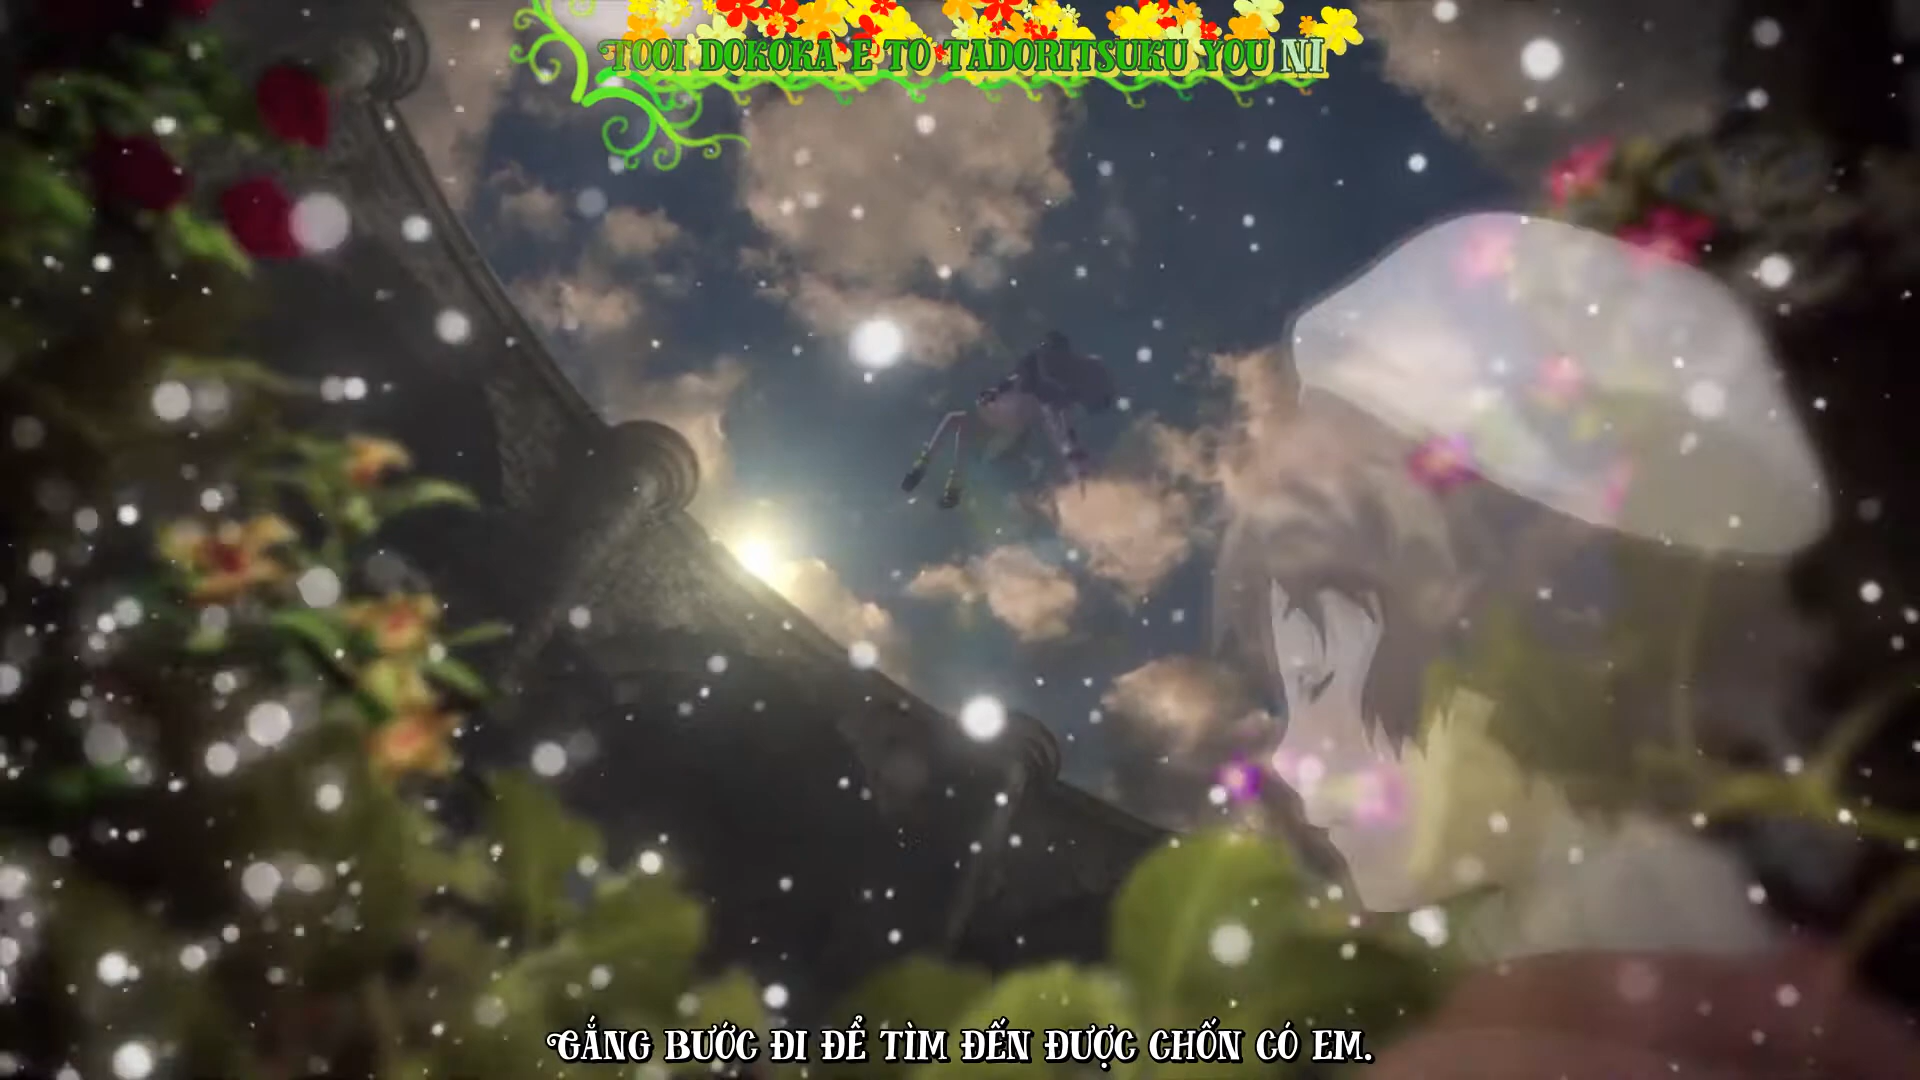 TOOI DOKOKA E TO TADORITSUKU YOU NI
GẮNG BƯỚC ĐI ĐỂ TÌM ĐẾN ĐƯỢC CHỐN CÓ EM.